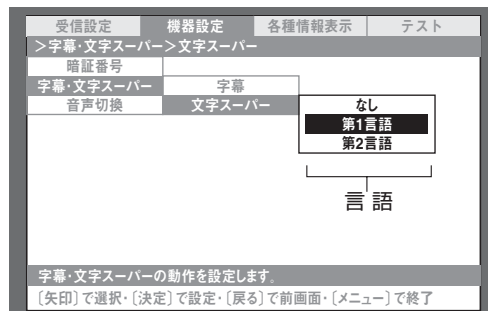 受信設定 機器設定 各種情報表示 テスト
＞字幕・文字スーパー＞文字スーパー
暗証番号
字幕・文字スーパー 字幕
音声切換 文字スーパー なし
第1言語
第2言語
言語
字幕・文字スーパーの動作を設定します。
〔矢印〕で選択・〔決定〕で設定・〔戻る〕で前画面・〔メニュー〕で終了